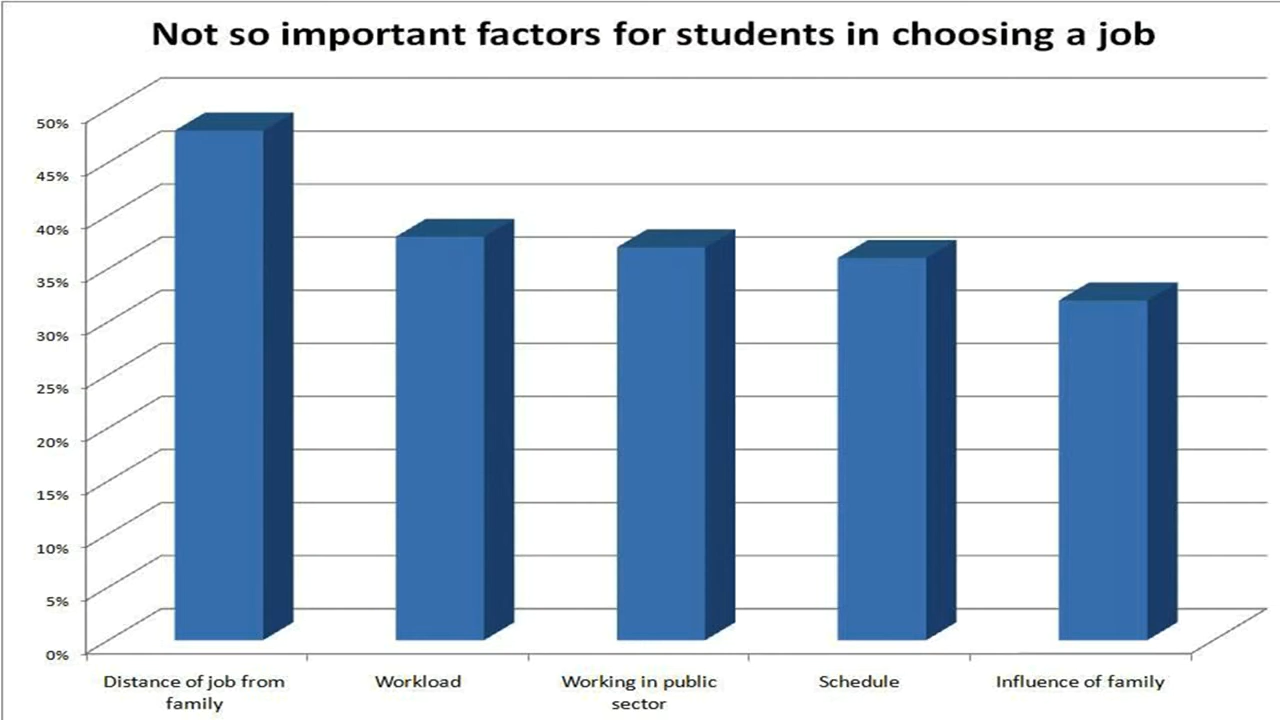 Not so important factors for students in choosing a job
50%
45%
40%
35%
30%
25%
20%
15%
10%
5%
0%
Distance of job from
family
Workload
Working in public
sector
Schedule
Influence of family